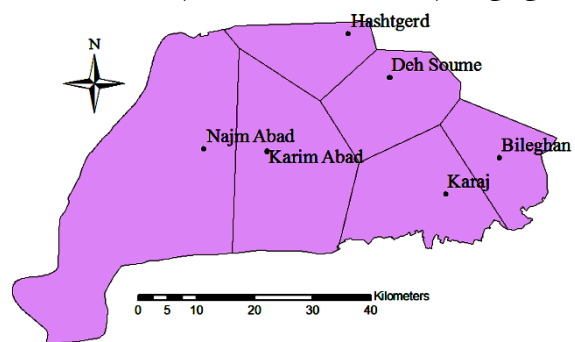 Hashtgerd
N
Deh Soume
Najm Abad
Karim Abad
Bileghan
Karaj
Kilometers
0 5 10 20 30 40